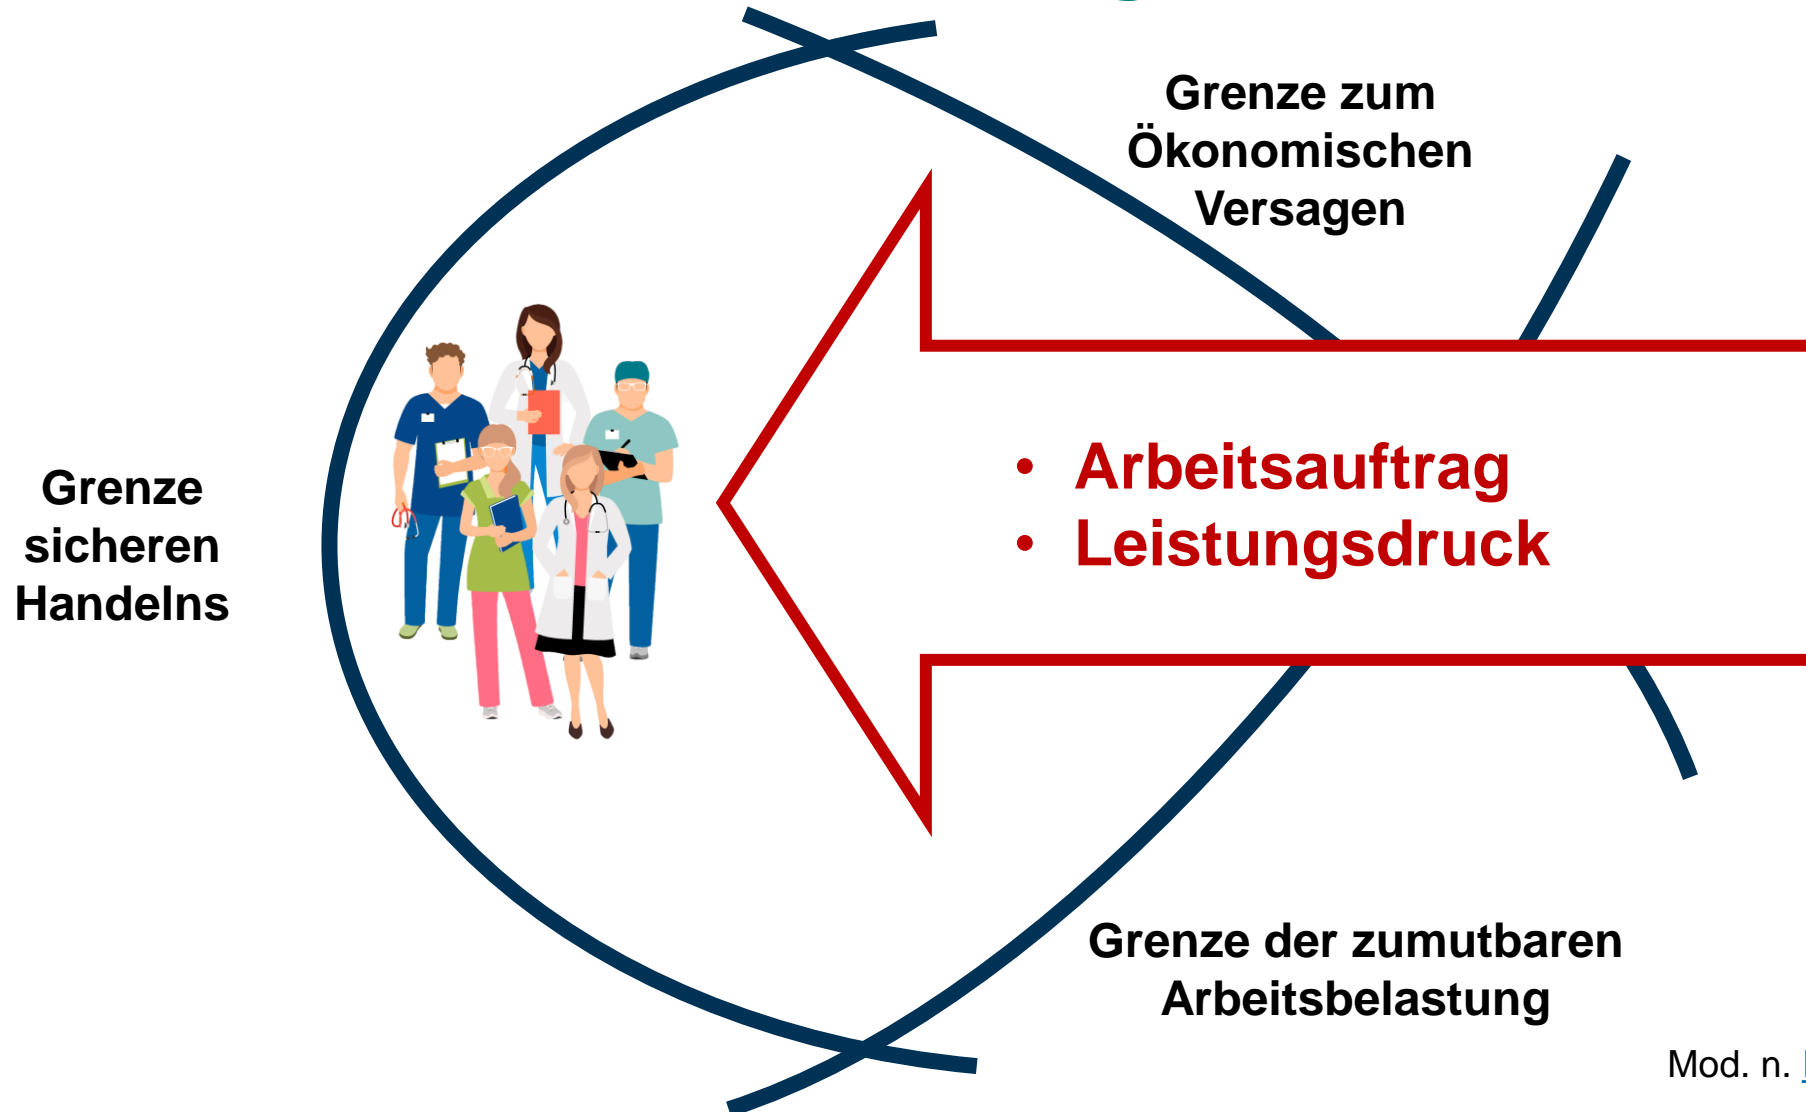 Grenze zum
Ökonomischen
Versagen
Grenze
sicheren
Handelns
• Arbeitsauftrag
• Leistungsdruck
Grenze der zumutbaren
Arbeitsbelastung
Mod. n.